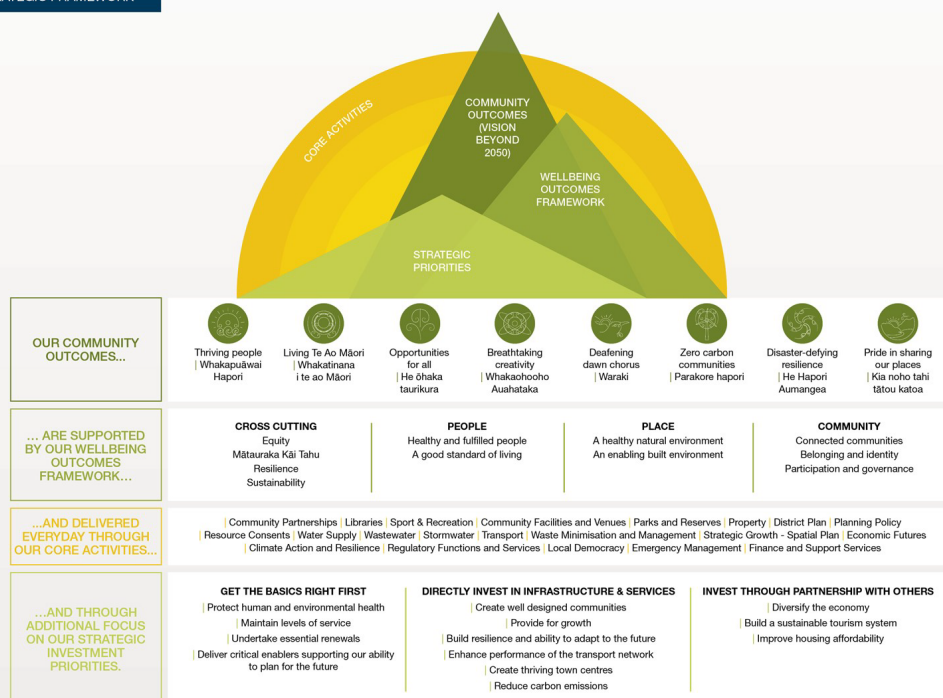 FRAMEWORK
CORE ACTIVITIES
COMMUNITY
OUTCOMES
(VISION
BEYOND
2050)
WELLBEING
OUTCOMES
FRAMEWORK
STRATEGIC
PRIORITIES
OUR COMMUNITY
OUTCOMES...
Thriving people
| Whakapuāwai
Hapori
Living Te Ao Māori
| Whakatinana
i te ao Māori
Opportunities
for all
| He ōhaka
taurikura
Breathtaking
creativity
| Whakaohooho
Auahataka
Deafening
dawn chorus
| Waraki
Zero carbon
communities
| Parakore hapori
Disaster-defying
resilience
| He Hapori
Aumangea
Pride in sharing
our places
| Kia noho tahi
tātou katoa
... ARE SUPPORTED
BY OUR WELLBEING
OUTCOMES
FRAMEWORK...
CROSS CUTTING
Equity
Mātauraka Kāi Tahu
Resilience
Sustainability
PEOPLE
Healthy and fulfilled people
A good standard of living
PLACE
A healthy natural environment
An enabling built environment
COMMUNITY
Connected communities
Belonging and identity
Participation and governance
...AND DELIVERED
EVERYDAY THROUGH
OUR CORE ACTIVITIES...
| Community Partnerships | Libraries | Sport & Recreation | Community Facilities and Venues | Parks and Reserves | Property | District Plan | Planning Policy
| Resource Consents | Water Supply | Wastewater | Stormwater | Transport | Waste Minimisation and Management | Strategic Growth - Spatial Plan | Economic Futures
| Climate Action and Resilience | Regulatory Functions and Services | Local Democracy | Emergency Management | Finance and Support Services
...AND THROUGH
ADDITIONAL FOCUS
ON OUR STRATEGIC
INVESTMENT
PRIORITIES.
GET THE BASICS RIGHT FIRST
| Protect human and environmental health
| Maintain levels of service
| Undertake essential renewals
| Deliver critical enablers supporting our ability
to plan for the future
DIRECTLY INVEST IN INFRASTRUCTURE & SERVICES
| Create well designed communities
| Provide for growth
| Build resilience and ability to adapt to the future
| Enhance performance of the transport network
| Create thriving town centres
| Reduce carbon emissions
INVEST THROUGH PARTNERSHIP WITH OTHERS
| Diversify the economy
| Build a sustainable tourism system
| Improve housing affordability